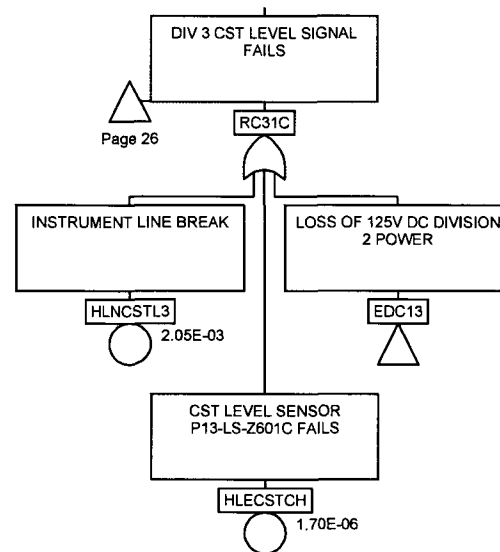 DIV 3 CST LEVEL SIGNAL
FAILS
Page 26
RC31C
INSTRUMENT LINE BREAK
LOSS OF 125V DC DIVISION
2 POWER
HLNCSTL3
2.05E-03
EDC13
CST LEVEL SENSOR
P13-LS-Z601C FAILS
HLECSTCH
1.70E-06